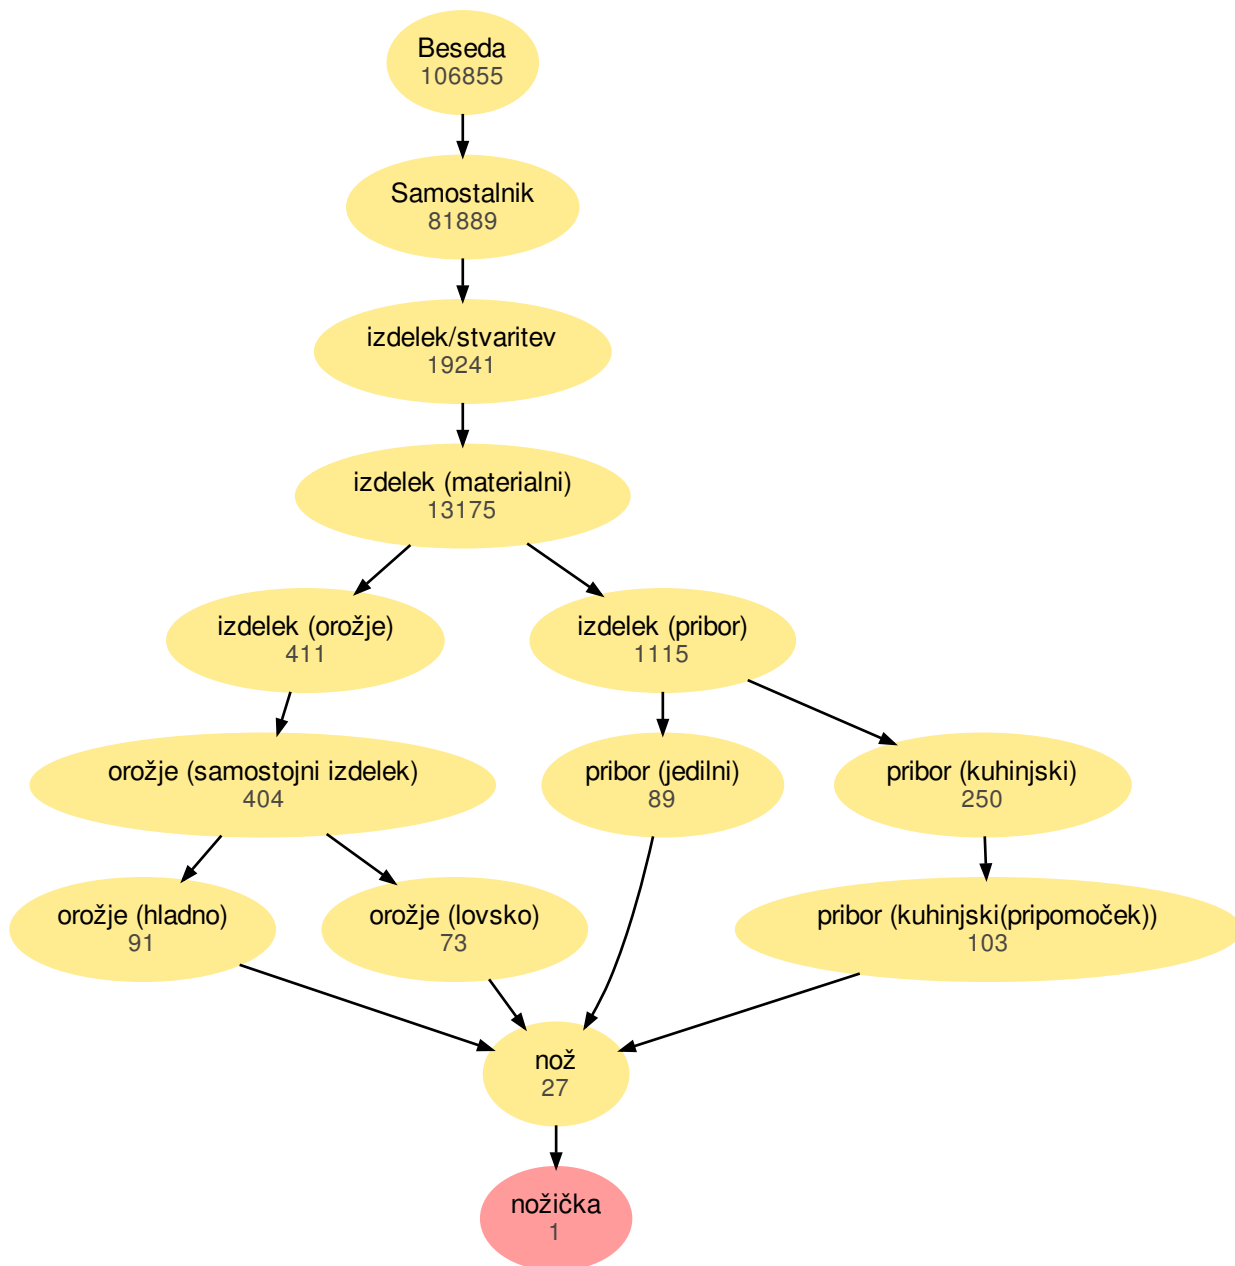 Beseda
106855
Samostalnik
81889
izdelek/stvaritev
19241
izdelek (materialni)
13175
izdelek (orožje)
411
izdelek (pribor)
1115
orožje (samostojni izdelek)
404
pribor (jedilni)
89
pribor (kuhinjski)
250
orožje (hladno)
91
orožje (lovsko)
73
pribor (kuhinjski(pripomoček))
103
nož
27
nožička
1